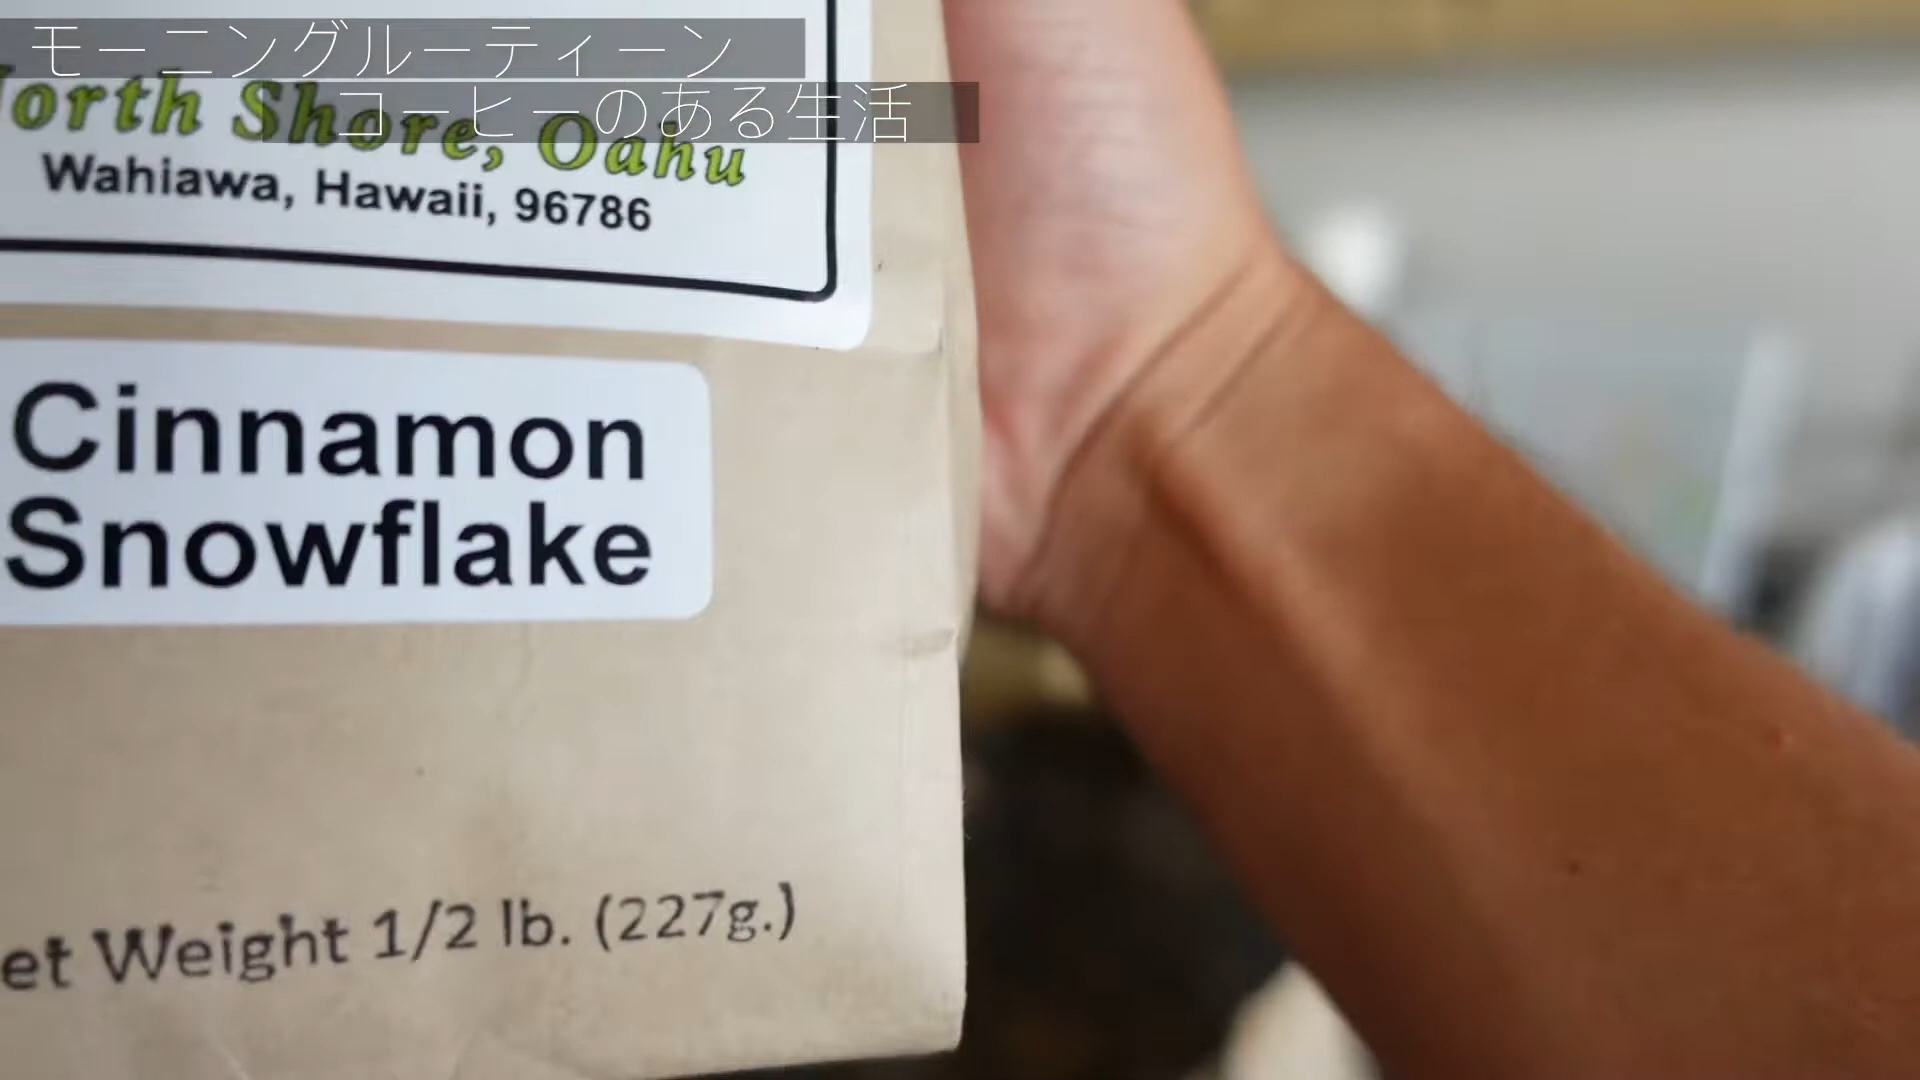 モーニングルーティーン
コーヒーのある生活
orth Shore, Oahu
Wahiawa, Hawaii, 96786
Cinnamon
Snowflake
et Weight 1/2 lb. (227g.)